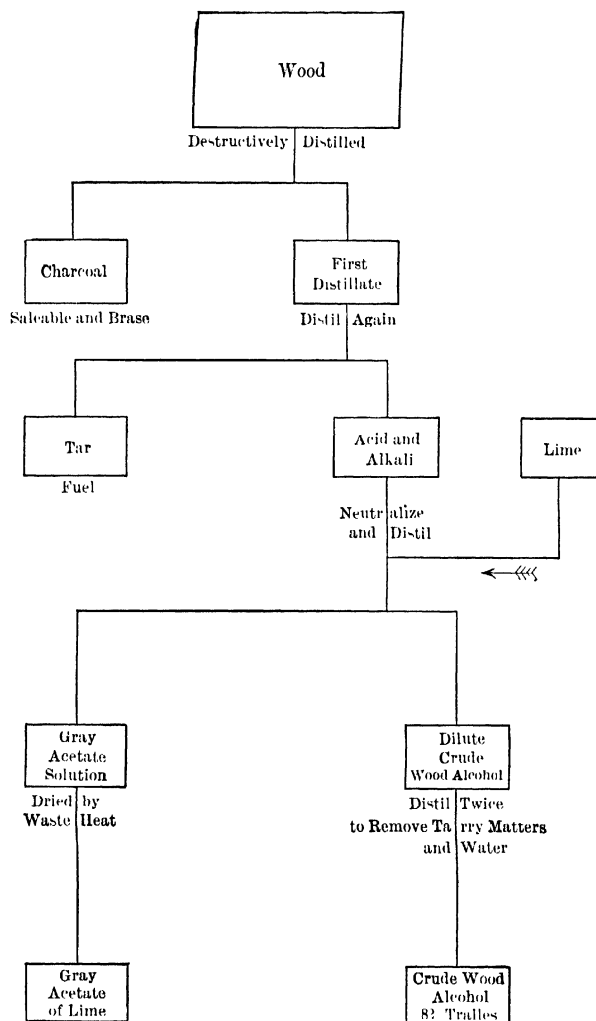 Wood
Destructively Distilled
Charcoal
First
Distillate
Saleable and Brase
Distil Again
Tar
Acid and
Alkali
Lime
Fuel
Neutralize
and Distil
Gray
Acetate
Solution
Dilute
Crude
Wood Alcohol
Dried by
Waste Heat
Distil Twice
to Remove Tarry Matters
and Water
Gray
Acetate
of Lime
Crude Wood
Alcohol
Tralles